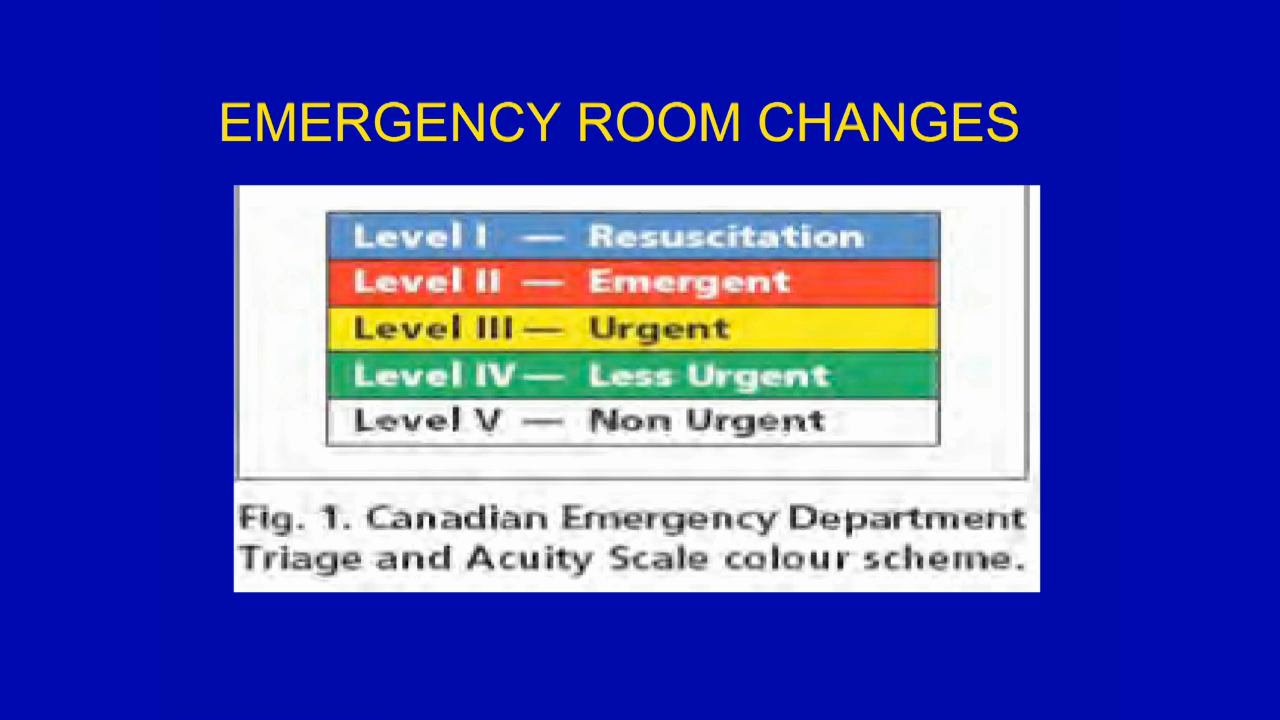 EMERGENCY ROOM CHANGES
Level I — Resuscitation
Level II — Emergent
Level III — Urgent
Level IV — Less Urgent
Level V — Non Urgent
Fig. 1. Canadian Emergency Department
Triage and Acuity Scale colour scheme.